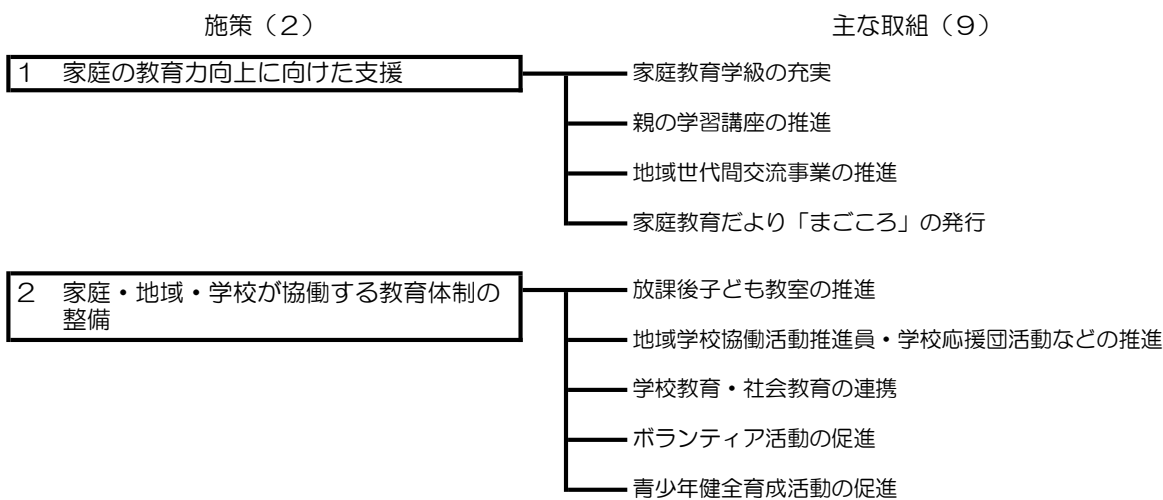 施策（２）
主な取組（９）
１　家庭の教育力向上に向けた支援
家庭教育学級の充実
親の学習講座の推進
地域世代間交流事業の推進
家庭教育だより「まごころ」の発行
２　家庭・地域・学校が協働する教育体制の
整備
放課後子ども教室の推進
地域学校協働活動推進員・学校応援団活動などの推進
学校教育・社会教育の連携
ボランティア活動の促進
青少年健全育成活動の促進